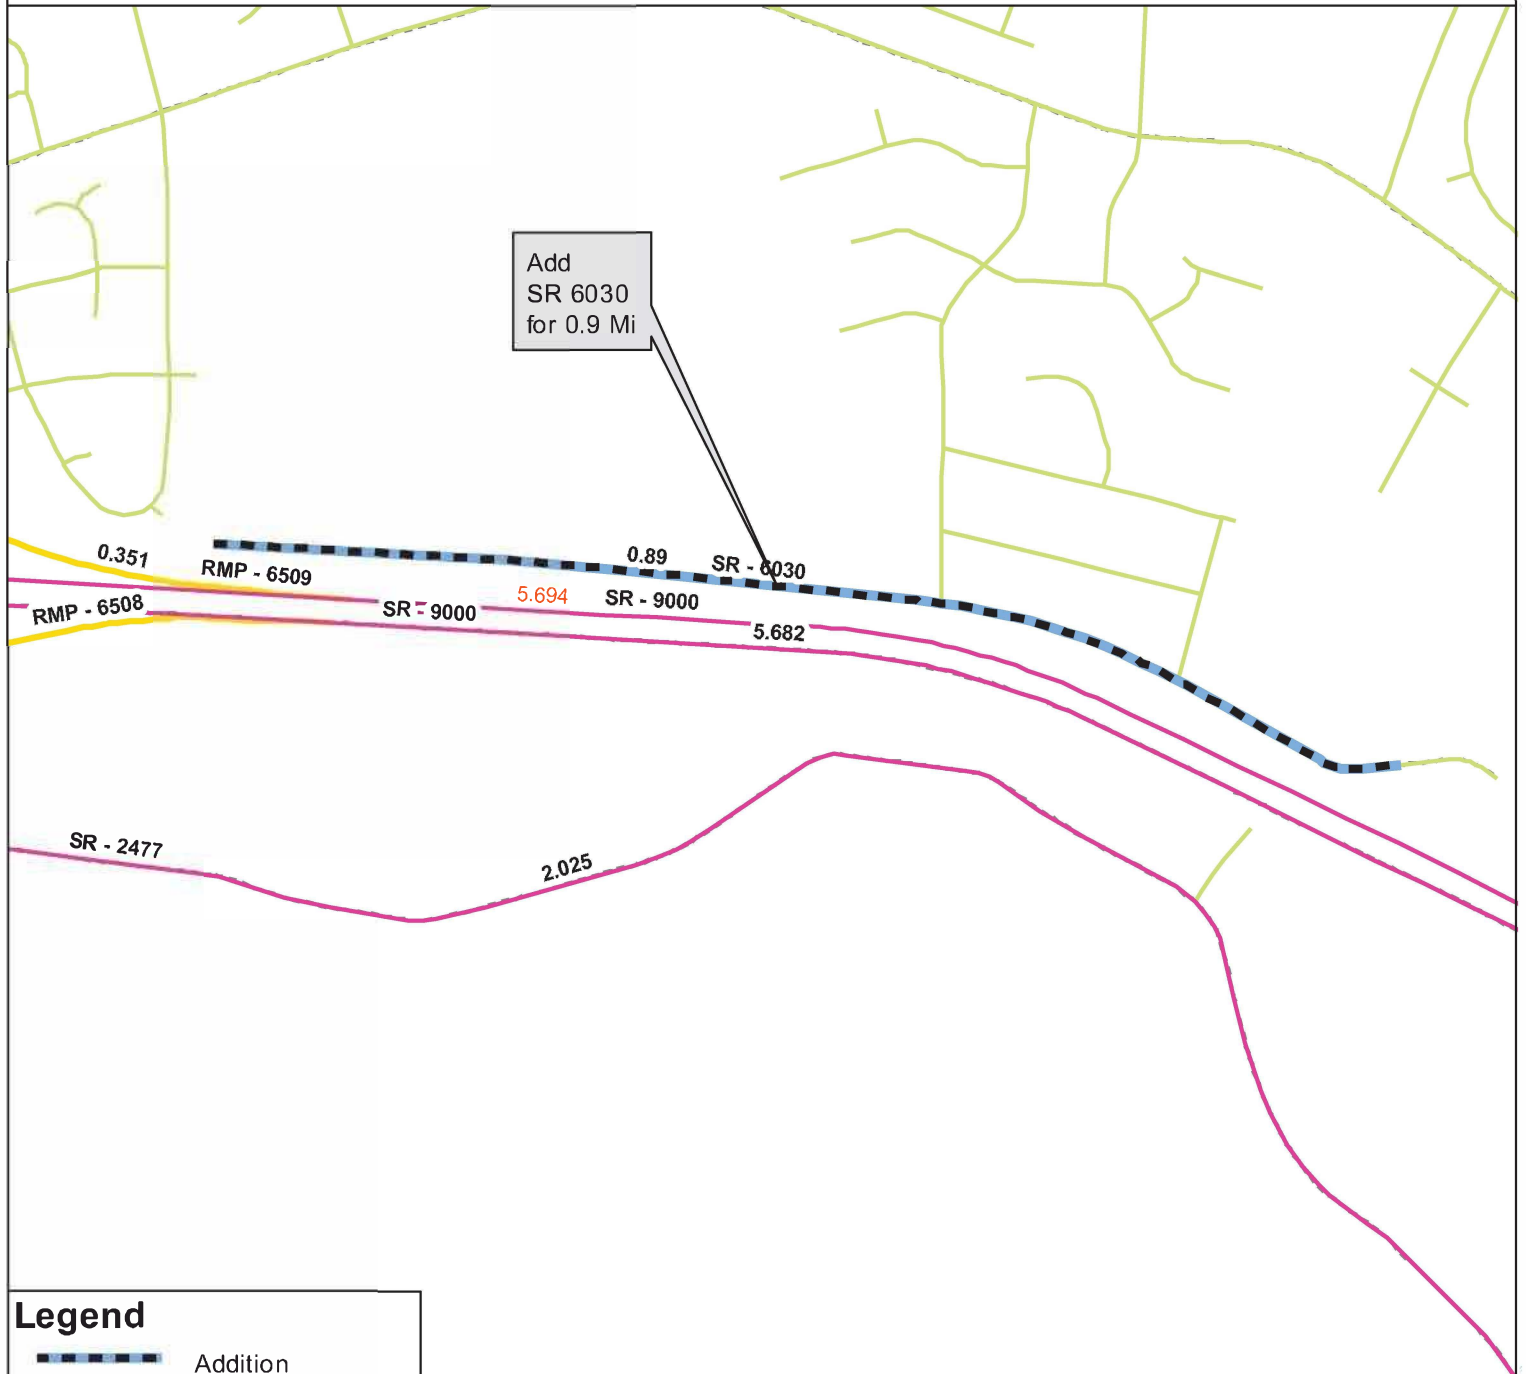 Add
SR 6030
for 0.9 Mi
0.351
RMP - 6509
0.89
SR - 6030
RMP - 6508
SR - 9000
5.694
SR - 9000
5.682
SR - 2477
2.025
Legend
Addition